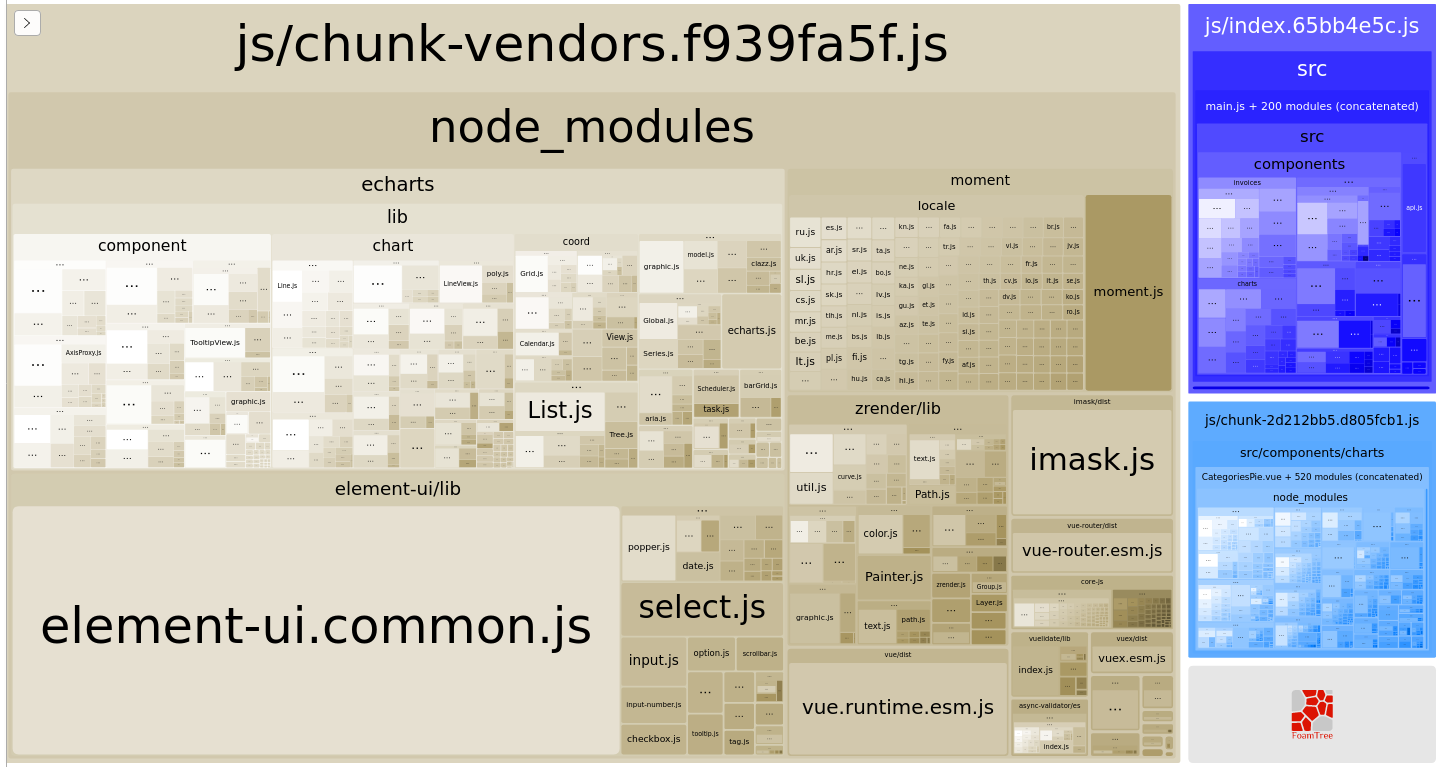 js/chunk-vendors.f939fa5f.js
node_modules
echarts
lib
component
...
AxisProxy.js
TooltipView.js
graphic.js
chart
Line.js
LineView.js
poly.js
coord
Grid.js
Calendar.js
View.js
List.js
Tree.js
graphic.js
model.js
clazz.js
Global.js
Series.js
echarts.js
Scheduler.js
barGrid.js
task.js
aria.js
element-ui/lib
element-ui.common.js
popper.js
date.js
select.js
input.js
option.js
scrollbar.js
input-number.js
checkbox.js
tooltip.js
tag.js
moment
locale
ru.js
es.js
kn.js
fa.js
br.js
uk.js
ar.js
sr.js
ta.js
tr.js
vi.js
jv.js
sl.js
hr.js
el.js
bo.js
ne.js
fr.js
cs.js
sk.js
lv.js
ka.js
gl.js
th.js
cv.js
lo.js
lt.js
se.js
mr.js
tlh.js
nl.js
is.js
gu.js
et.js
dv.js
ko.js
be.js
me.js
bs.js
lb.js
az.js
te.js
id.js
ro.js
si.js
lt.js
pl.js
fi.js
tg.js
fy.js
af.js
hu.js
ca.js
hi.js
moment.js
zrender/lib
util.js
curve.js
text.js
Path.js
color.js
Painter.js
graphic.js
text.js
path.js
zrender.js
Group.js
Layer.js
vue/dist
vue.runtime.esm.js
imask/dist
imask.js
vue-router/dist
vue-router.esm.js
core-js
vuelidate/lib
index.js
vuex/dist
vuex.esm.js
async-validator/es
index.js
js/index.65bb4e5c.js
src
main.js + 200 modules (concatenated)
src
components
invoices
charts
api.js
js/chunk-2d212bb5.d805fcb1.js
src/components/charts
CategoriesPie.vue + 520 modules (concatenated)
node_modules
FoamTree